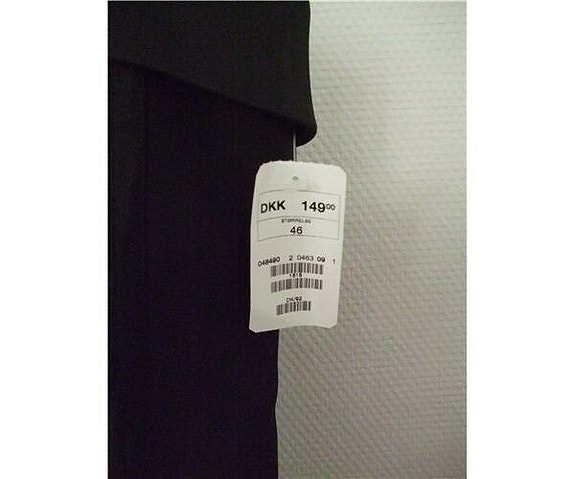 DKK 149 00
STØRRELSE
46
048490 2 0463 09 1
1515
DK/92